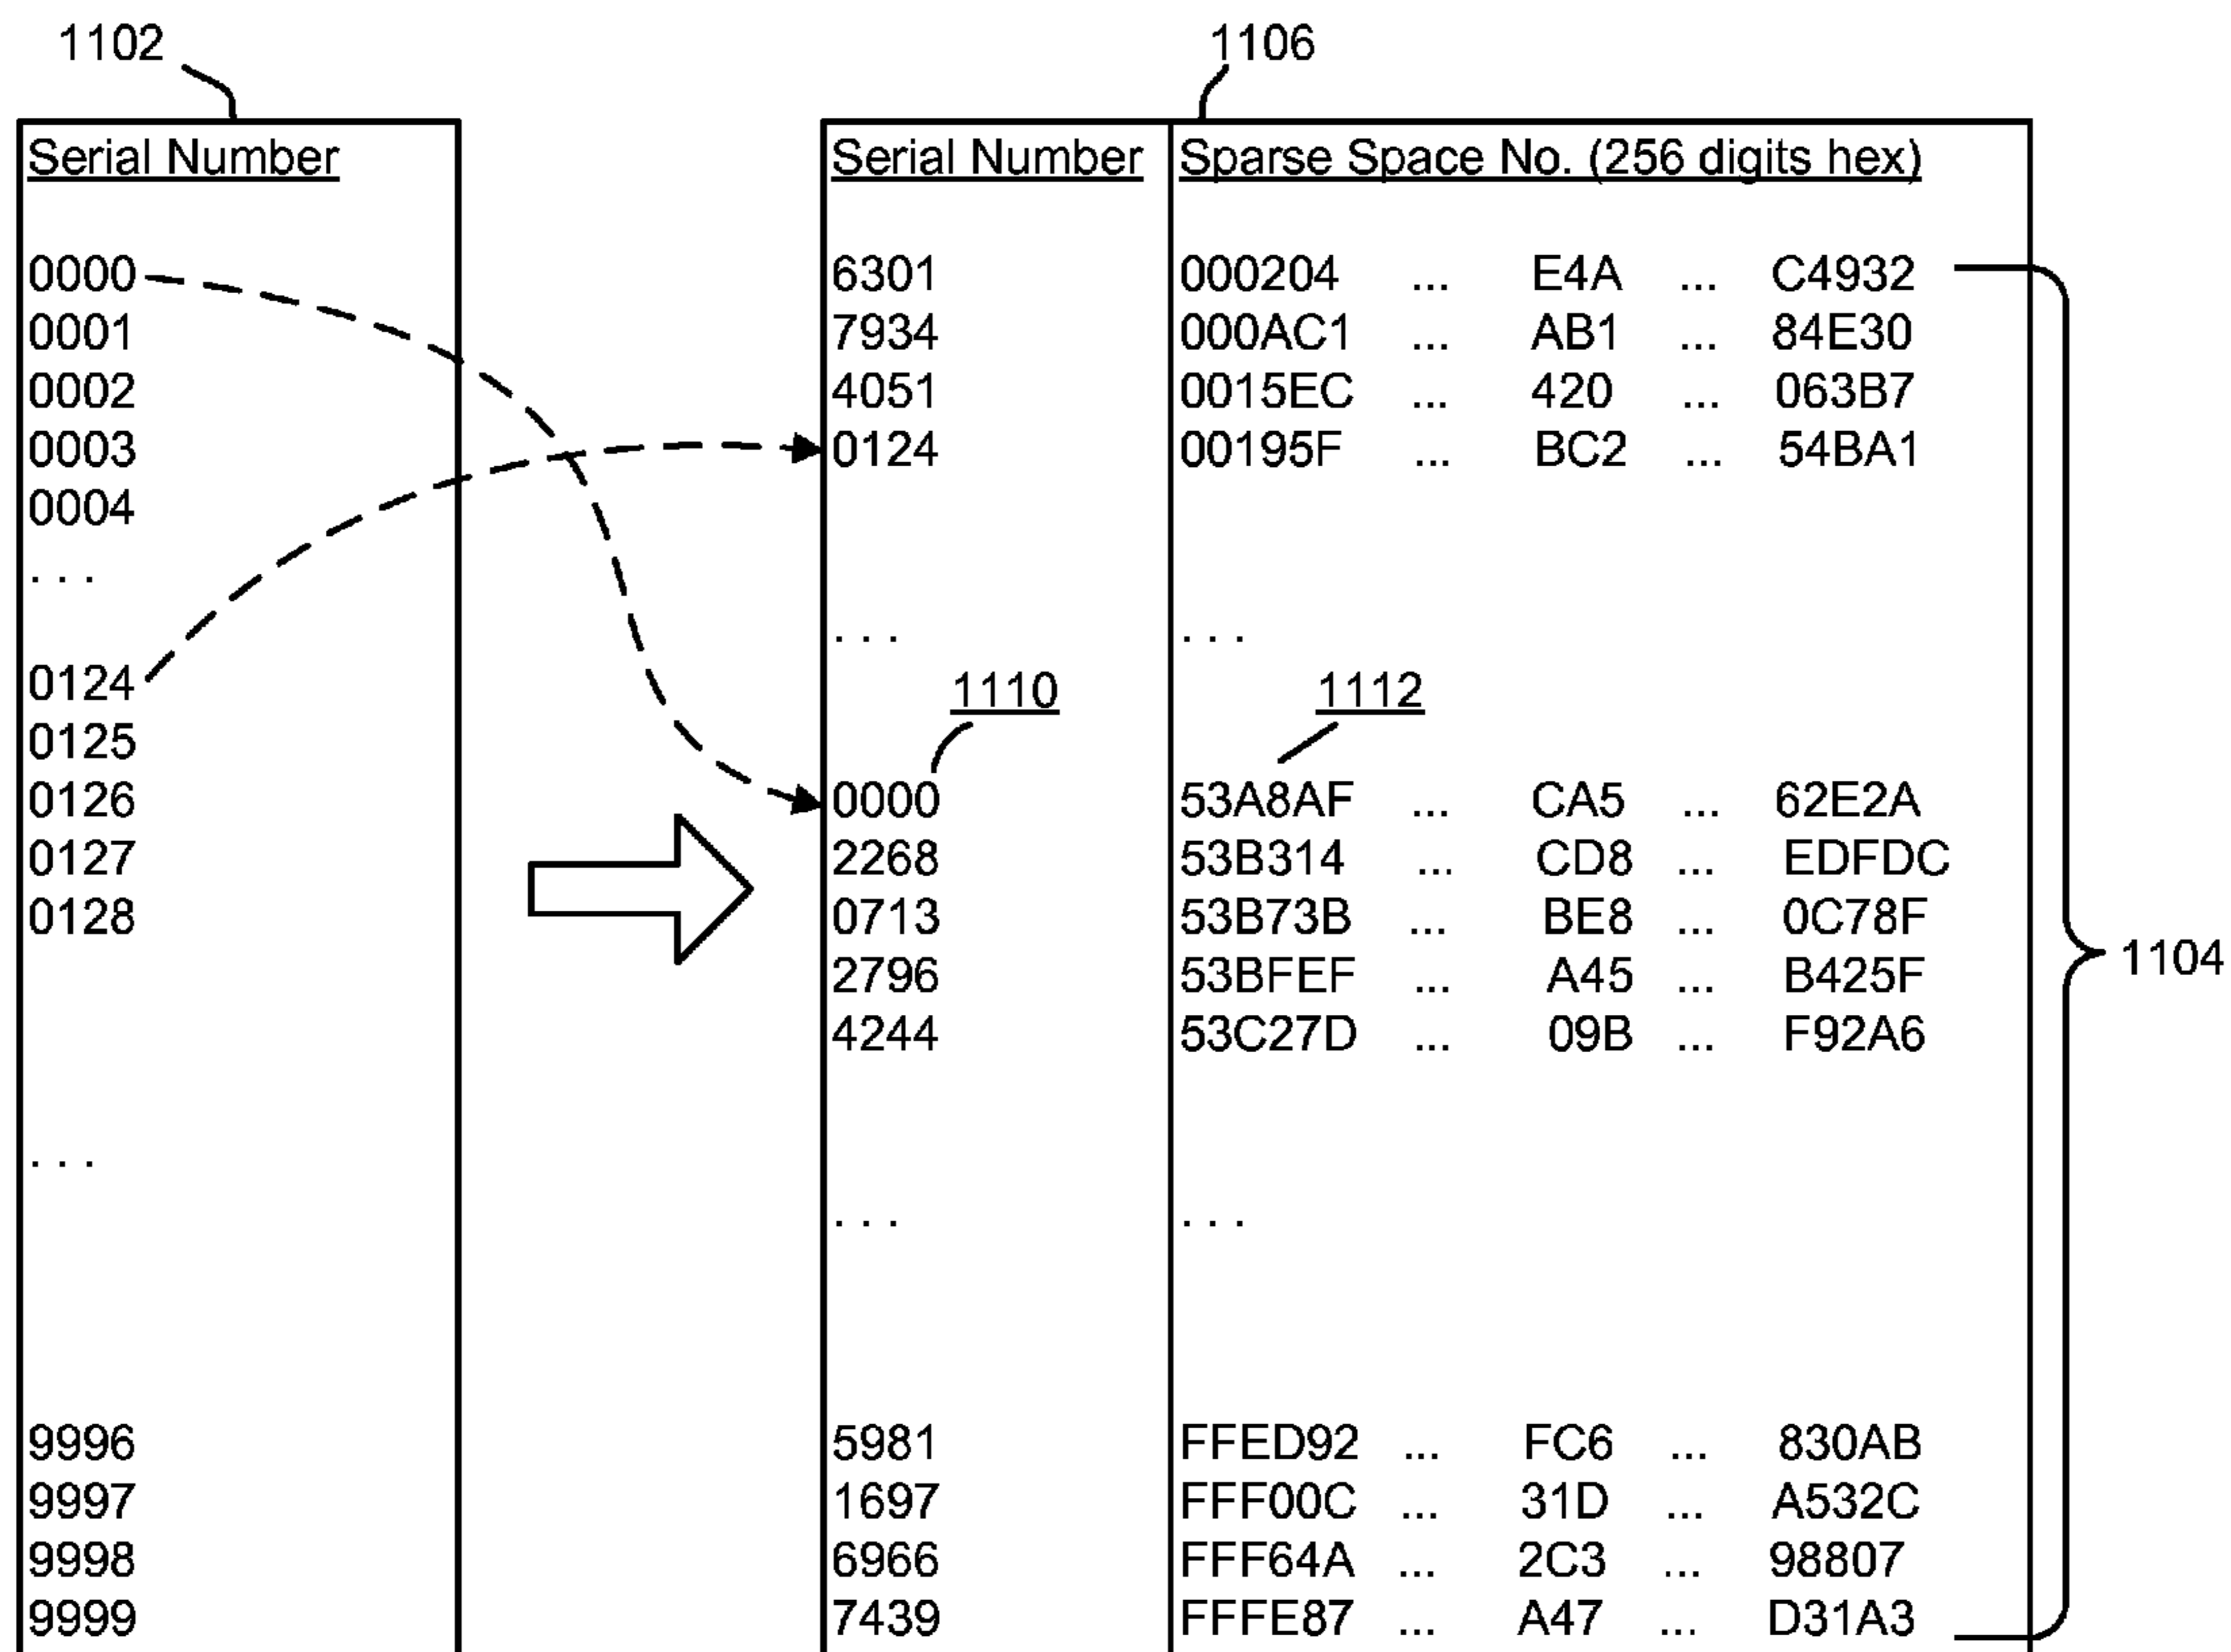 1102
1106
Serial Number
Serial Number Sparse Space No. (256 digits hex)
0000 6301 000204 ... E4A ... C4932
0001 7934 000AC1 ... AB1 ... 84E30
0002 4051 0015EC ... 420 ... 063B7
0003 0124 00195F ... BC2 ... 54BA1
0004
. . .
. . . . . .
0124 1110 1112
0125
0126 0000 53A8AF ... CA5 ... 62E2A
0127 2268 53B314 ... CD8 ... EDFDC
0128 0713 53B73B ... BE8 ... 0C78F
2796 53BFEF ... A45 ... B425F 1104
4244 53C27D ... 09B ... F92A6
. . .
. . . . . .
9996 5981 FFED92 ... FC6 ... 830AB
9997 1697 FFF00C ... 31D ... A532C
9998 6966 FFF64A ... 2C3 ... 98807
9999 7439 FFFE87 ... A47 ... D31A3